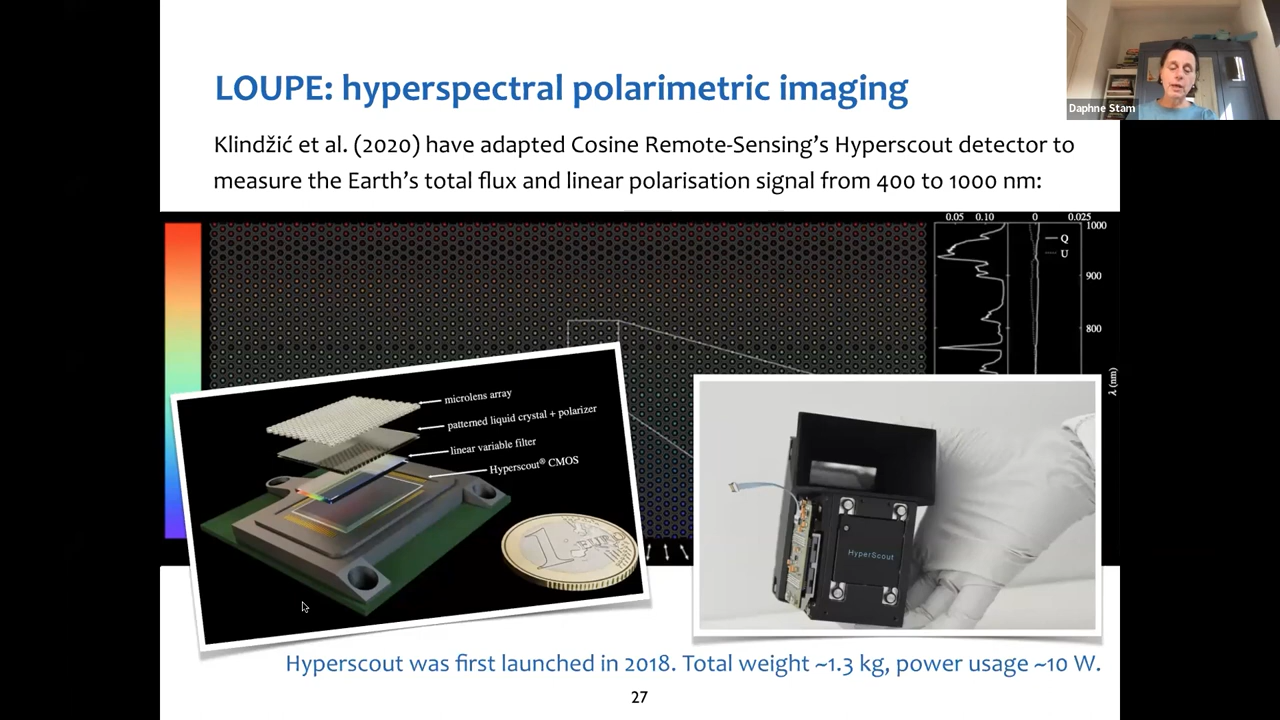 Daphne Stam
LOUPE: hyperspectral polarimetric imaging
Klindžić et al. (2020) have adapted Cosine Remote-Sensing’s Hyperscout detector to
measure the Earth’s total flux and linear polarisation signal from 400 to 1000 nm:
0.05 0.10 0 0.025
1000
Q
U
900
800
λ (nm)
microlens array
patterned liquid crystal + polarizer
linear variable filter
Hyperscout® CMOS
1 EURO
HyperScout
Hyperscout was first launched in 2018. Total weight ~1.3 kg, power usage ~10 W.
27